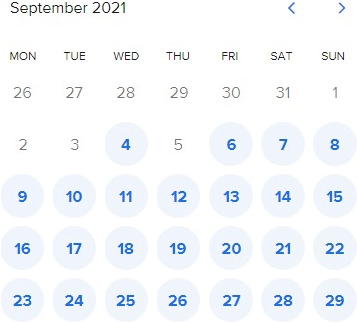 September 2021
MON TUE WED THU FRI SAT SUN
26 27 28 29 30 31 1
2 3 4 5 6 7 8
9 10 11 12 13 14 15
16 17 18 19 20 21 22
23 24 25 26 27 28 29